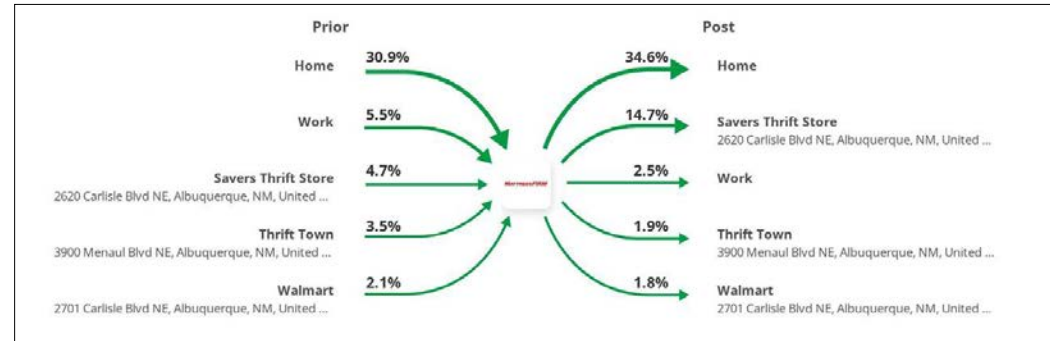 Prior
Home
30.9%
Work
5.5%
Savers Thrift Store
4.7%
2620 Carlisle Blvd NE, Albuquerque, NM, United ...
Thrift Town
3.5%
3900 Menaul Blvd NE, Albuquerque, NM, United ...
Walmart
2.1%
2701 Carlisle Blvd NE, Albuquerque, NM, United ...
Post
34.6%
Home
14.7%
Savers Thrift Store
2620 Carlisle Blvd NE, Albuquerque, NM, United ...
2.5%
Work
1.9%
Thrift Town
3900 Menaul Blvd NE, Albuquerque, NM, United ...
1.8%
Walmart
2701 Carlisle Blvd NE, Albuquerque, NM, United ...